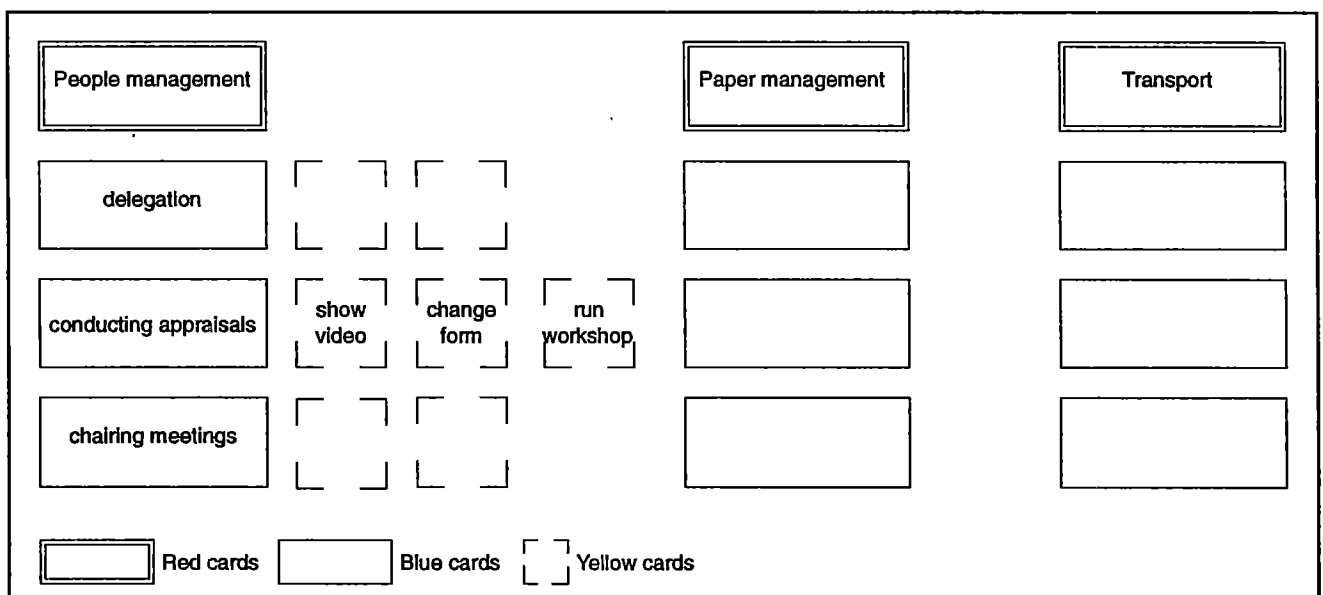 People management
Paper management
Transport
delegation
conducting appraisals
show
video
change
form
run
workshop
chairing meetings
Red cards
Blue cards
Yellow cards